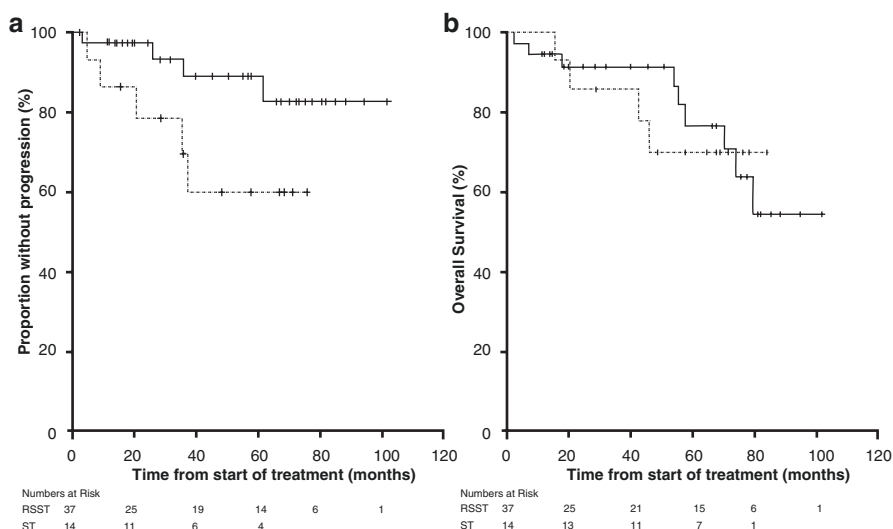 a
Proportion without progression (%)
100
80
60
40
20
0
0 20 40 60 80 100 120
Time from start of treatment (months)
Numbers at Risk
RSST 37 25 19 14 6 1
ST 14 11 6 4
b
Overall Survival (%)
100
80
60
40
20
0
0 20 40 60 80 100 120
Time from start of treatment (months)
Numbers at Risk
RSST 37 25 21 15 6 1
ST 14 13 11 7 1